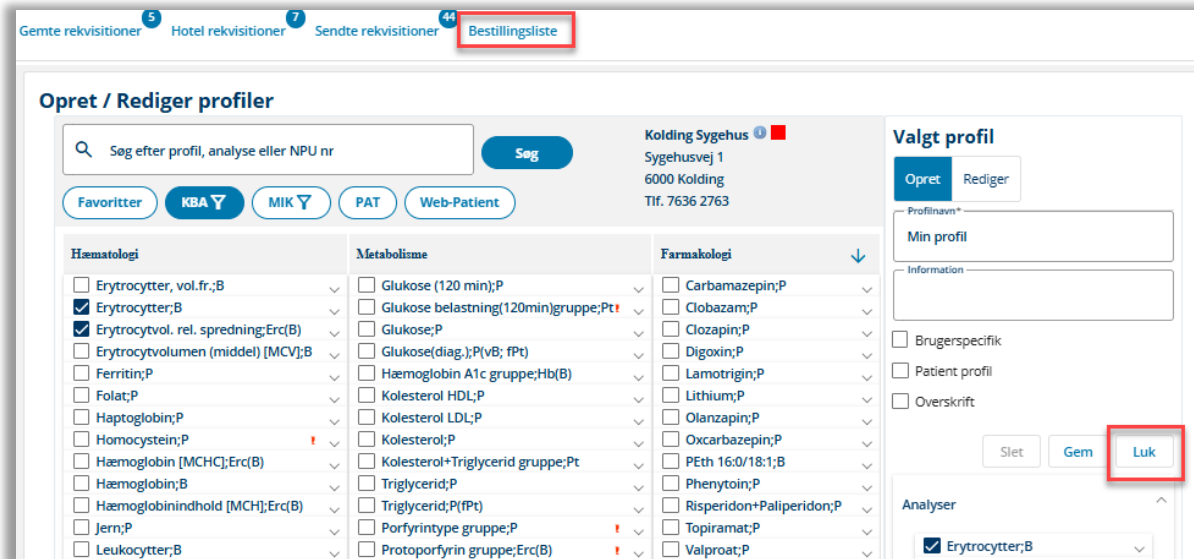 Gemte rekvisitioner 5 Hotel rekvisitioner 7 Sendte rekvisitioner 44 Bestillingsliste
Opret / Rediger profiler
Søg efter profil, analyse eller NPU nr
Søg
Favoritter KBA MIK PAT Web-Patient
Kolding Sygehus
Sygehusvej 1
6000 Kolding
Tlf. 7636 2763
Hæmatologi
Erytrocytter, vol.fr.;B
Erytrocytter;B
Erytrocytvol. rel. spredning;Erc(B)
Erytrocytvolumen (middel) [MCV];B
Ferritin;P
Folat;P
Haptoglobin;P
Homocystein;P !
Hæmoglobin [MCHC];Erc(B)
Hæmoglobin;B
Hæmoglobinindhold [MCH];Erc(B)
Jern;P
Leukocytter;B
Metabolisme
Glukose (120 min);P
Glukose belastning(120min)gruppe;Pt !
Glukose;P
Glukose(diag.);P(vB; fPt)
Hæmoglobin A1c gruppe;Hb(B)
Kolesterol HDL;P
Kolesterol LDL;P
Kolesterol;P
Kolesterol+Triglycerid gruppe;Pt
Triglycerid;P
Triglycerid;P(fPt)
Porfyrintype gruppe;P !
Protoporfyrin gruppe;Erc(B) !
Farmakologi
Carbamazepin;P
Clobazam;P
Clozapin;P
Digoxin;P
Lamotrigin;P
Lithium;P
Olanzapin;P
Oxcarbazepin;P
PEth 16:0/18:1;B
Phenytoin;P
Risperidon+Paliperidon;P
Topiramat;P
Valproat;P
Valgt profil
Opret Rediger
Profilnavn*
Min profil
Information
Brugerspecifik
Patient profil
Overskrift
Slet Gem Luk
Analyser
Erytrocytter;B